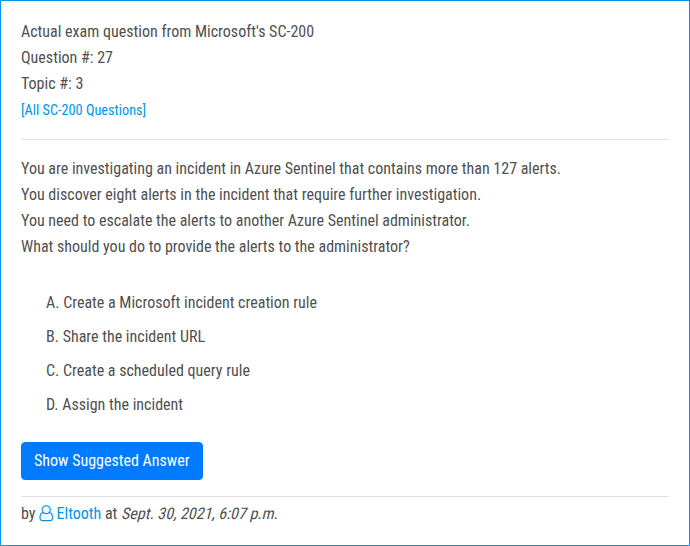 Actual exam question from Microsoft's SC-200
Question #: 27
Topic #: 3
[All SC-200 Questions]
You are investigating an incident in Azure Sentinel that contains more than 127 alerts.
You discover eight alerts in the incident that require further investigation.
You need to escalate the alerts to another Azure Sentinel administrator.
What should you do to provide the alerts to the administrator?
A. Create a Microsoft incident creation rule
B. Share the incident URL
C. Create a scheduled query rule
D. Assign the incident
Show Suggested Answer
by Eltooth at Sept. 30, 2021, 6:07 p.m.